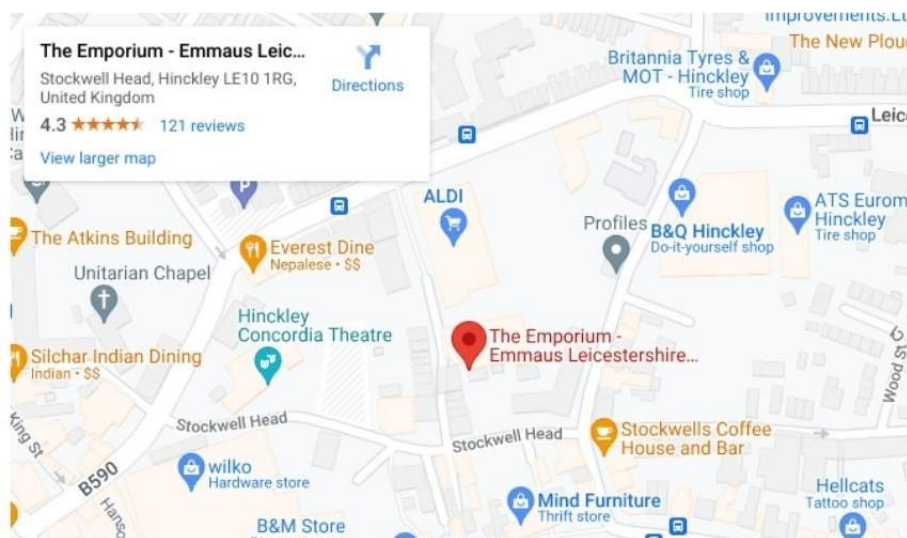 The Emporium - Emmaus Leic...
Directions
Stockwell Head, Hinckley LE10 1RG,
United Kingdom
4.3
121 reviews
View larger map
The New Ploug
Britannia Tyres &
MOT - Hinckley
Tire shop
Leic
P
ALDI
ATS Eurom
Hinckley
Tire shop
Profiles
B&Q Hinckley
Do-it-yourself shop
The Atkins Building
Everest Dine
Nepalese • $$
Unitarian Chapel
Hinckley
Concordia Theatre
The Emporium -
Emmaus Leicestershire...
Silchar Indian Dining
Indian • $$
Wood St
King St
Stockwell Head
Stockwell Head
Stockwells Coffee
House and Bar
B590
wilko
Hardware store
Hanso
Mind Furniture
Thrift store
Hellcats
Tattoo shop
B&M Store